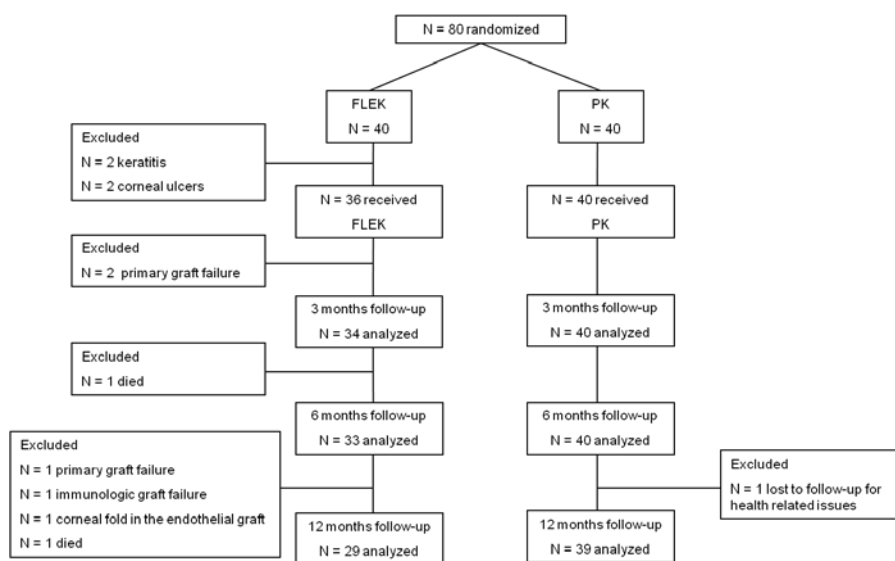 N = 80 randomized
FLEK
N = 40
PK
N = 40
Excluded
N = 2 keratitis
N = 2 corneal ulcers
N = 36 received
FLEK
N = 40 received
PK
Excluded
N = 2 primary graft failure
3 months follow-up
N = 34 analyzed
3 months follow-up
N = 40 analyzed
Excluded
N = 1 died
6 months follow-up
N = 33 analyzed
6 months follow-up
N = 40 analyzed
Excluded
N = 1 primary graft failure
N = 1 immunologic graft failure
N = 1 corneal fold in the endothelial graft
N = 1 died
Excluded
N = 1 lost to follow-up for
health related issues
12 months follow-up
N = 29 analyzed
12 months follow-up
N = 39 analyzed